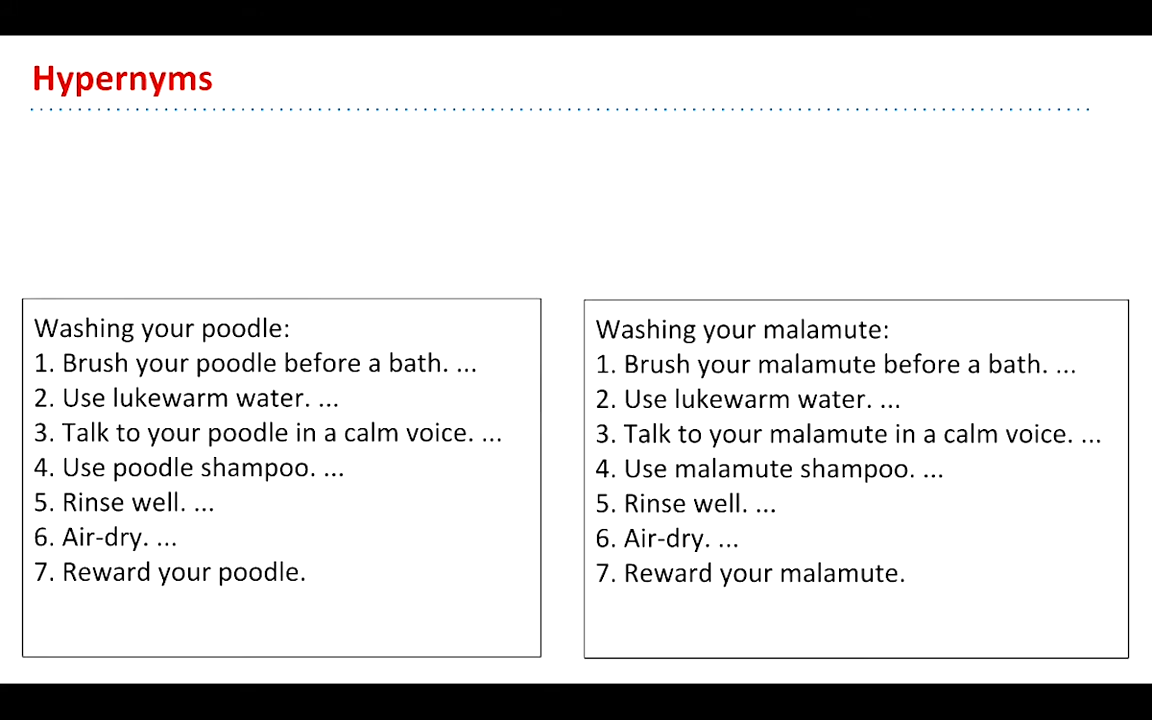 Hypernyms
Washing your poodle:
1. Brush your poodle before a bath. ...
2. Use lukewarm water. ...
3. Talk to your poodle in a calm voice. ...
4. Use poodle shampoo. ...
5. Rinse well. ...
6. Air-dry. ...
7. Reward your poodle.
Washing your malamute:
1. Brush your malamute before a bath. ...
2. Use lukewarm water. ...
3. Talk to your malamute in a calm voice. ...
4. Use malamute shampoo. ...
5. Rinse well. ...
6. Air-dry. ...
7. Reward your malamute.